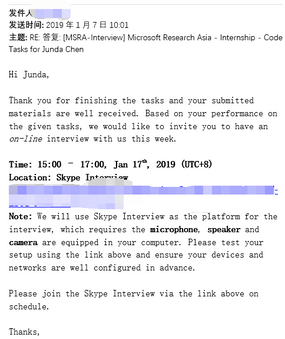 发件人
发送时间: 2019 年 1 月 7 日 10:01
主题: RE: 答复: [MSRA-Interview] Microsoft Research Asia - Internship - Code
Tasks for Junda Chen
Hi Junda,
Thank you for finishing the tasks and your submitted
materials are well received. Based on your performance on
the given tasks, we would like to invite you to have an
on-line interview with us this week.
Time: 15:00 – 17:00, Jan 17th, 2019 (UTC+8)
Location: Skype Interview
Note: We will use Skype Interview as the platform for the
interview, which requires the microphone, speaker and
camera are equipped in your computer. Please test your
setup using the link above and ensure your devices and
networks are well configured in advance.
Please join the Skype Interview via the link above on
schedule.
Thanks,